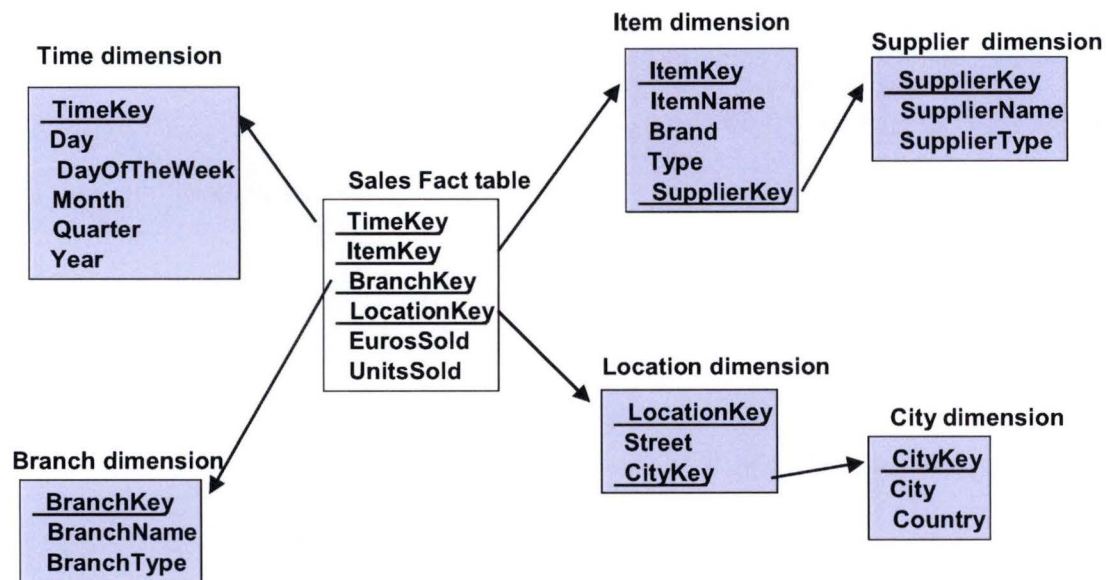 Time dimension
TimeKey
Day
DayOfTheWeek
Month
Quarter
Year
Sales Fact table
TimeKey
ItemKey
BranchKey
LocationKey
EurosSold
UnitsSold
Item dimension
ItemKey
ItemName
Brand
Type
SupplierKey
Supplier dimension
SupplierKey
SupplierName
SupplierType
Branch dimension
BranchKey
BranchName
BranchType
Location dimension
LocationKey
Street
CityKey
City dimension
CityKey
City
Country